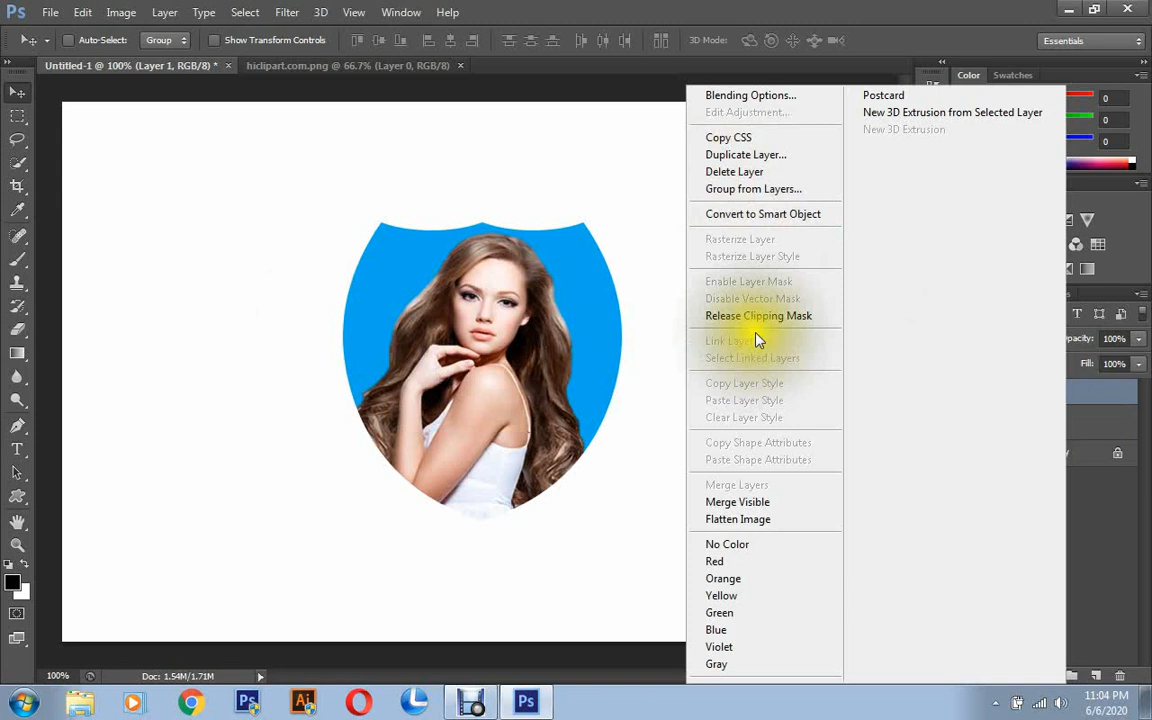 Ps File Edit Image Layer Type Select Filter 3D View Window Help
Auto-Select: Group Show Transform Controls 3D Mode: Essentials
Untitled-1 @ 100% (Layer 1, RGB/8) * × hiclipart.com.png @ 66.7% (Layer 0, RGB/8) ×
Color Swatches
0
0
0
Blending Options...
Edit Adjustment...
Copy CSS
Duplicate Layer...
Delete Layer
Group from Layers...
Convert to Smart Object
Rasterize Layer
Rasterize Layer Style
Enable Layer Mask
Disable Vector Mask
Release Clipping Mask
Select Linked Layers
Copy Layer Style
Paste Layer Style
Clear Layer Style
Copy Shape Attributes
Paste Shape Attributes
Merge Layers
Merge Visible
Flatten Image
No Color
Red
Orange
Yellow
Green
Blue
Violet
Gray
Postcard
New 3D Extrusion from Selected Layer
New 3D Extrusion
100%
Fill: 100%
100% Doc: 1.54M/1.71M
Ps Ai Ps
11:04 PM
6/6/2020